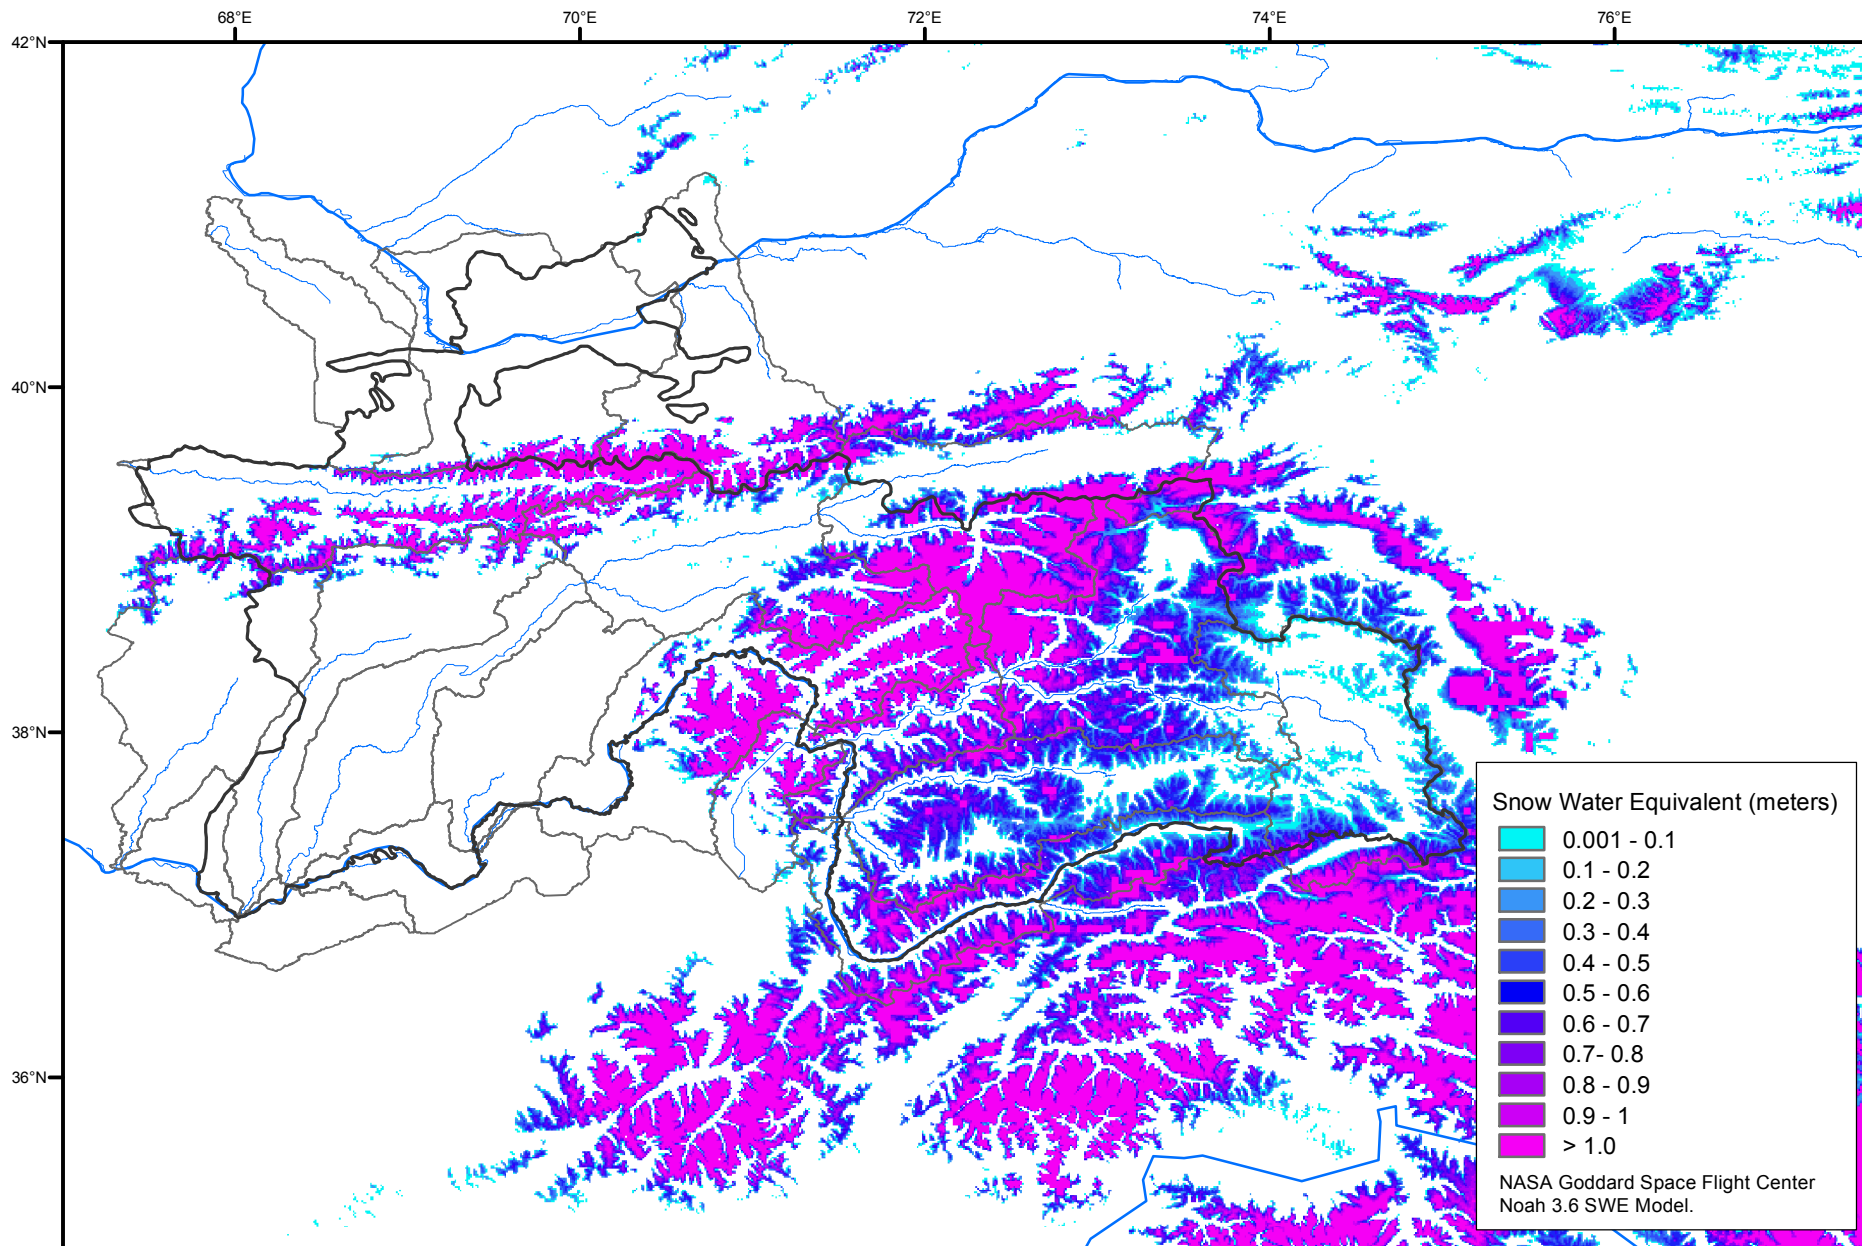 68°E
70°E
72°E
74°E
76°E
42°N
40°N
38°N
36°N
Snow Water Equivalent (meters)
0.001 - 0.1
0.1 - 0.2
0.2 - 0.3
0.3 - 0.4
0.4 - 0.5
0.5 - 0.6
0.6 - 0.7
0.7- 0.8
0.8 - 0.9
0.9 - 1
> 1.0
NASA Goddard Space Flight Center
Noah 3.6 SWE Model.